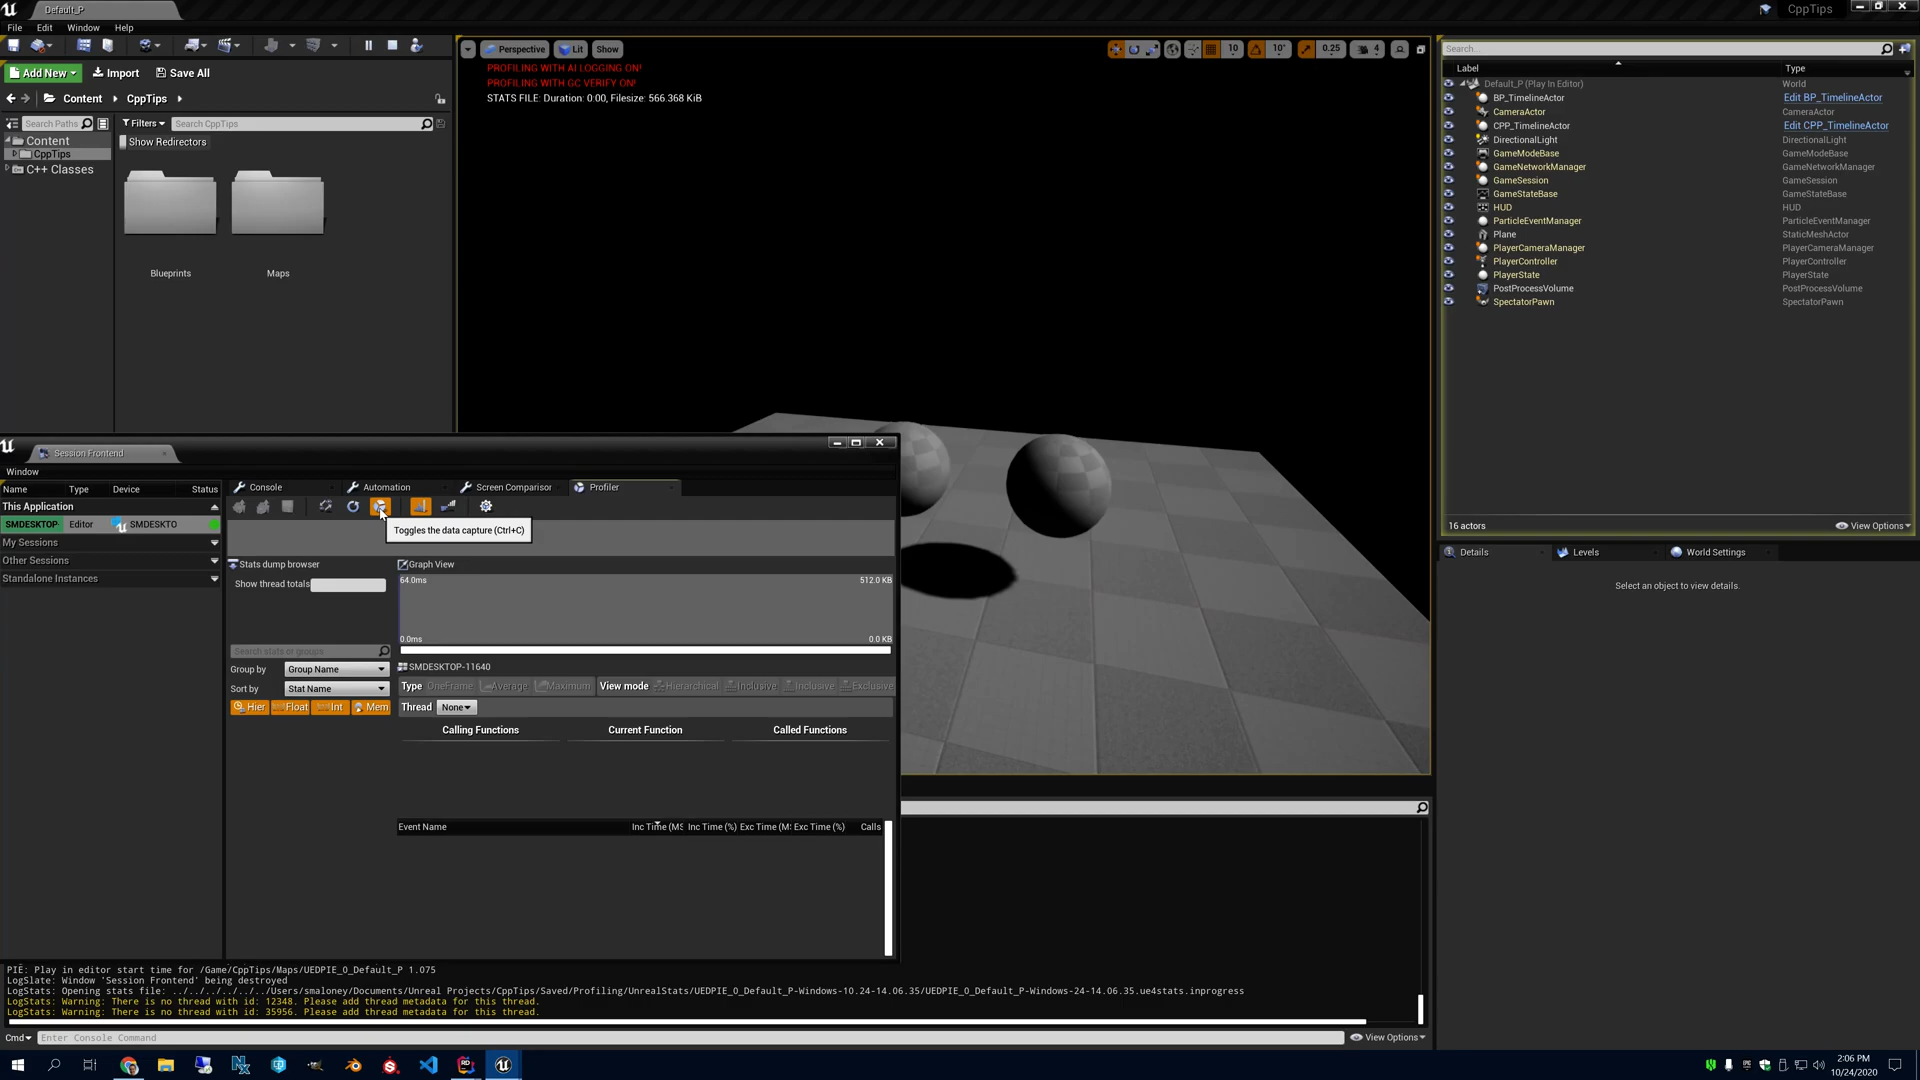 Default_P
CppTips
File Edit Window Help
Add New Import Save All
Content CppTips
Search Paths Filters Search CppTips
Content
Show Redirectors
CppTips
C++ Classes
Blueprints
Maps
Perspective Lit Show
10 10° 0.25 4
PROFILING WITH AI LOGGING ON!
PROFILING WITH GC VERIFY ON!
STATS FILE: Duration: 0:00, Filesize: 566.368 KiB
Search...
Label Type
Default_P (Play In Editor) World
BP_TimelineActor Edit BP_TimelineActor
CameraActor CameraActor
CPP_TimelineActor Edit CPP_TimelineActor
DirectionalLight DirectionalLight
GameModeBase GameModeBase
GameNetworkManager GameNetworkManager
GameSession GameSession
GameStateBase GameStateBase
HUD HUD
ParticleEventManager ParticleEventManager
Plane StaticMeshActor
PlayerCameraManager PlayerCameraManager
PlayerController PlayerController
PlayerState PlayerState
PostProcessVolume PostProcessVolume
SpectatorPawn SpectatorPawn
16 actors View Options
Details Levels World Settings
Select an object to view details.
Session Frontend
Window
Name Type Device Status
This Application
SMDESKTOP- Editor SMDESKTO
My Sessions
Other Sessions
Standalone Instances
Console Automation Screen Comparison Profiler
Toggles the data capture (Ctrl+C)
Stats dump browser
Show thread totals
Search stats or groups
Group by Group Name
Sort by Stat Name
Hier Float Int Mem
Graph View
64.0ms 512.0 KB
0.0ms 0.0 KB
SMDESKTOP-11640
Type OneFrame Average Maximum View mode Hierarchical Inclusive Inclusive Exclusive
Thread None
Calling Functions Current Function Called Functions
Event Name Inc Time (MS Inc Time (%) Exc Time (M: Exc Time (%) Calls
PIE: Play in editor start time for /Game/CppTips/Maps/UEDPIE_0_Default_P 1.075
LogSlate: Window 'Session Frontend' being destroyed
LogStats: Opening stats file: ../../../../../../Users/smaloney/Documents/Unreal Projects/CppTips/Saved/Profiling/UnrealStats/UEDPIE_0_Default_P-Windows-10.24-14.06.35/UEDPIE_0_Default_P-Windows-24-14.06.35.ue4stats.inprogress
LogStats: Warning: There is no thread with id: 12348. Please add thread metadata for this thread.
LogStats: Warning: There is no thread with id: 35956. Please add thread metadata for this thread.
Cmd Enter Console Command View Options
2:06 PM
10/24/2020